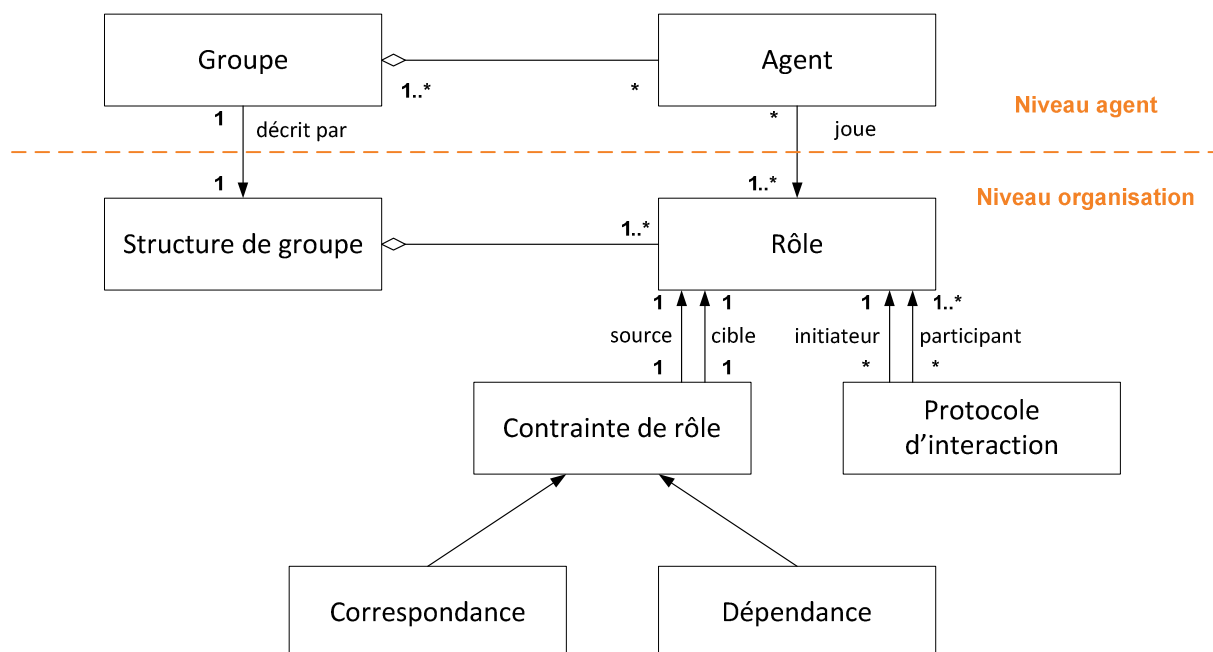 Groupe
Agent
1..*
*
Niveau agent
1
décrit par
*
joue
1
1..*
Niveau organisation
Structure de groupe
1..*
Rôle
1
1
1
1..*
source
cible
initiateur
participant
1
1
*
*
Contrainte de rôle
Protocole
d'interaction
Correspondance
Dépendance